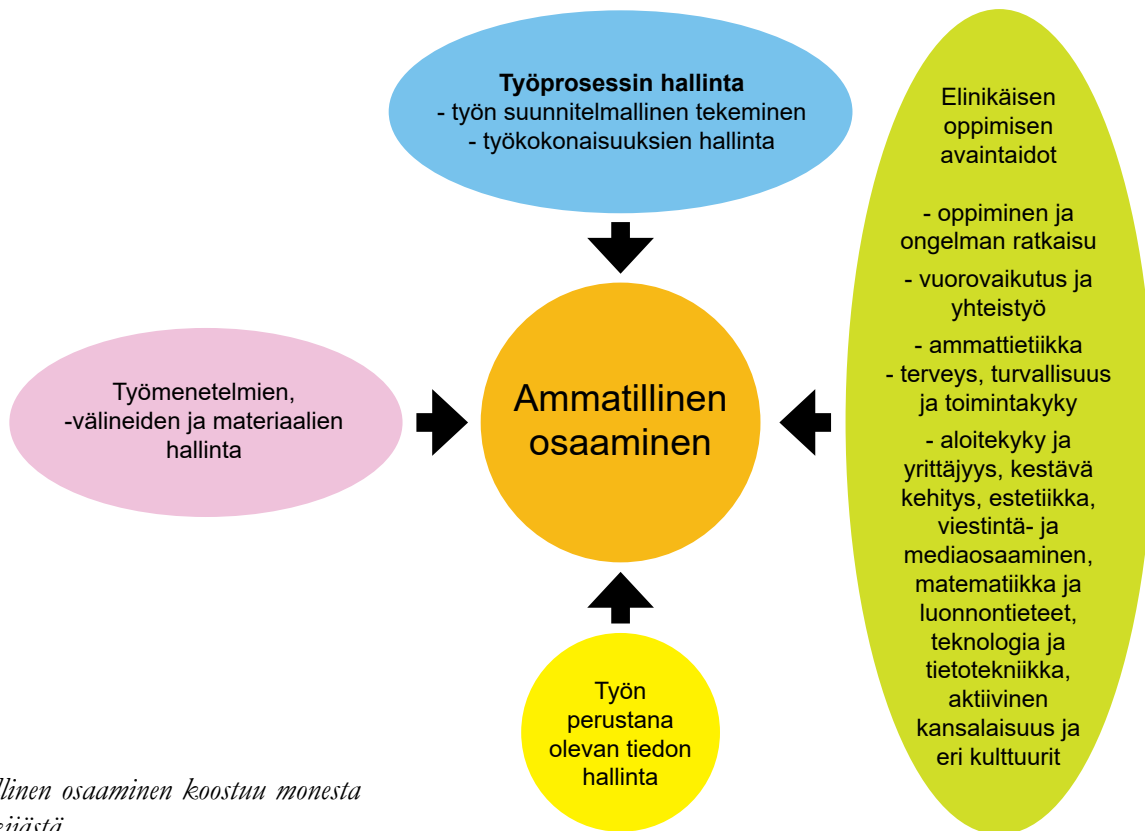 Työprosessin hallinta
- työn suunnitelmallinen tekeminen
- työkokonaisuuksien hallinta
Elinikäisen
oppimisen
avaintaidot
- oppiminen ja
ongelman ratkaisu
- vuorovaikutus ja
yhteistyö
- ammattietiikka
- terveys, turvallisuus
ja toimintakyky
- aloitekyky ja
yrittäjyys, kestävä
kehitys, estetiikka,
viestintä- ja
mediaosaaminen,
matematiikka ja
luonnontieteet,
teknologia ja
tietotekniikka,
aktiivinen
kansalaisuus ja
eri kulttuurit
Työmenetelmien,
-välineiden ja materiaalien
hallinta
Ammatillinen
osaaminen
Työn
perustana
olevan tiedon
hallinta
llinen osaaminen koostuu monesta